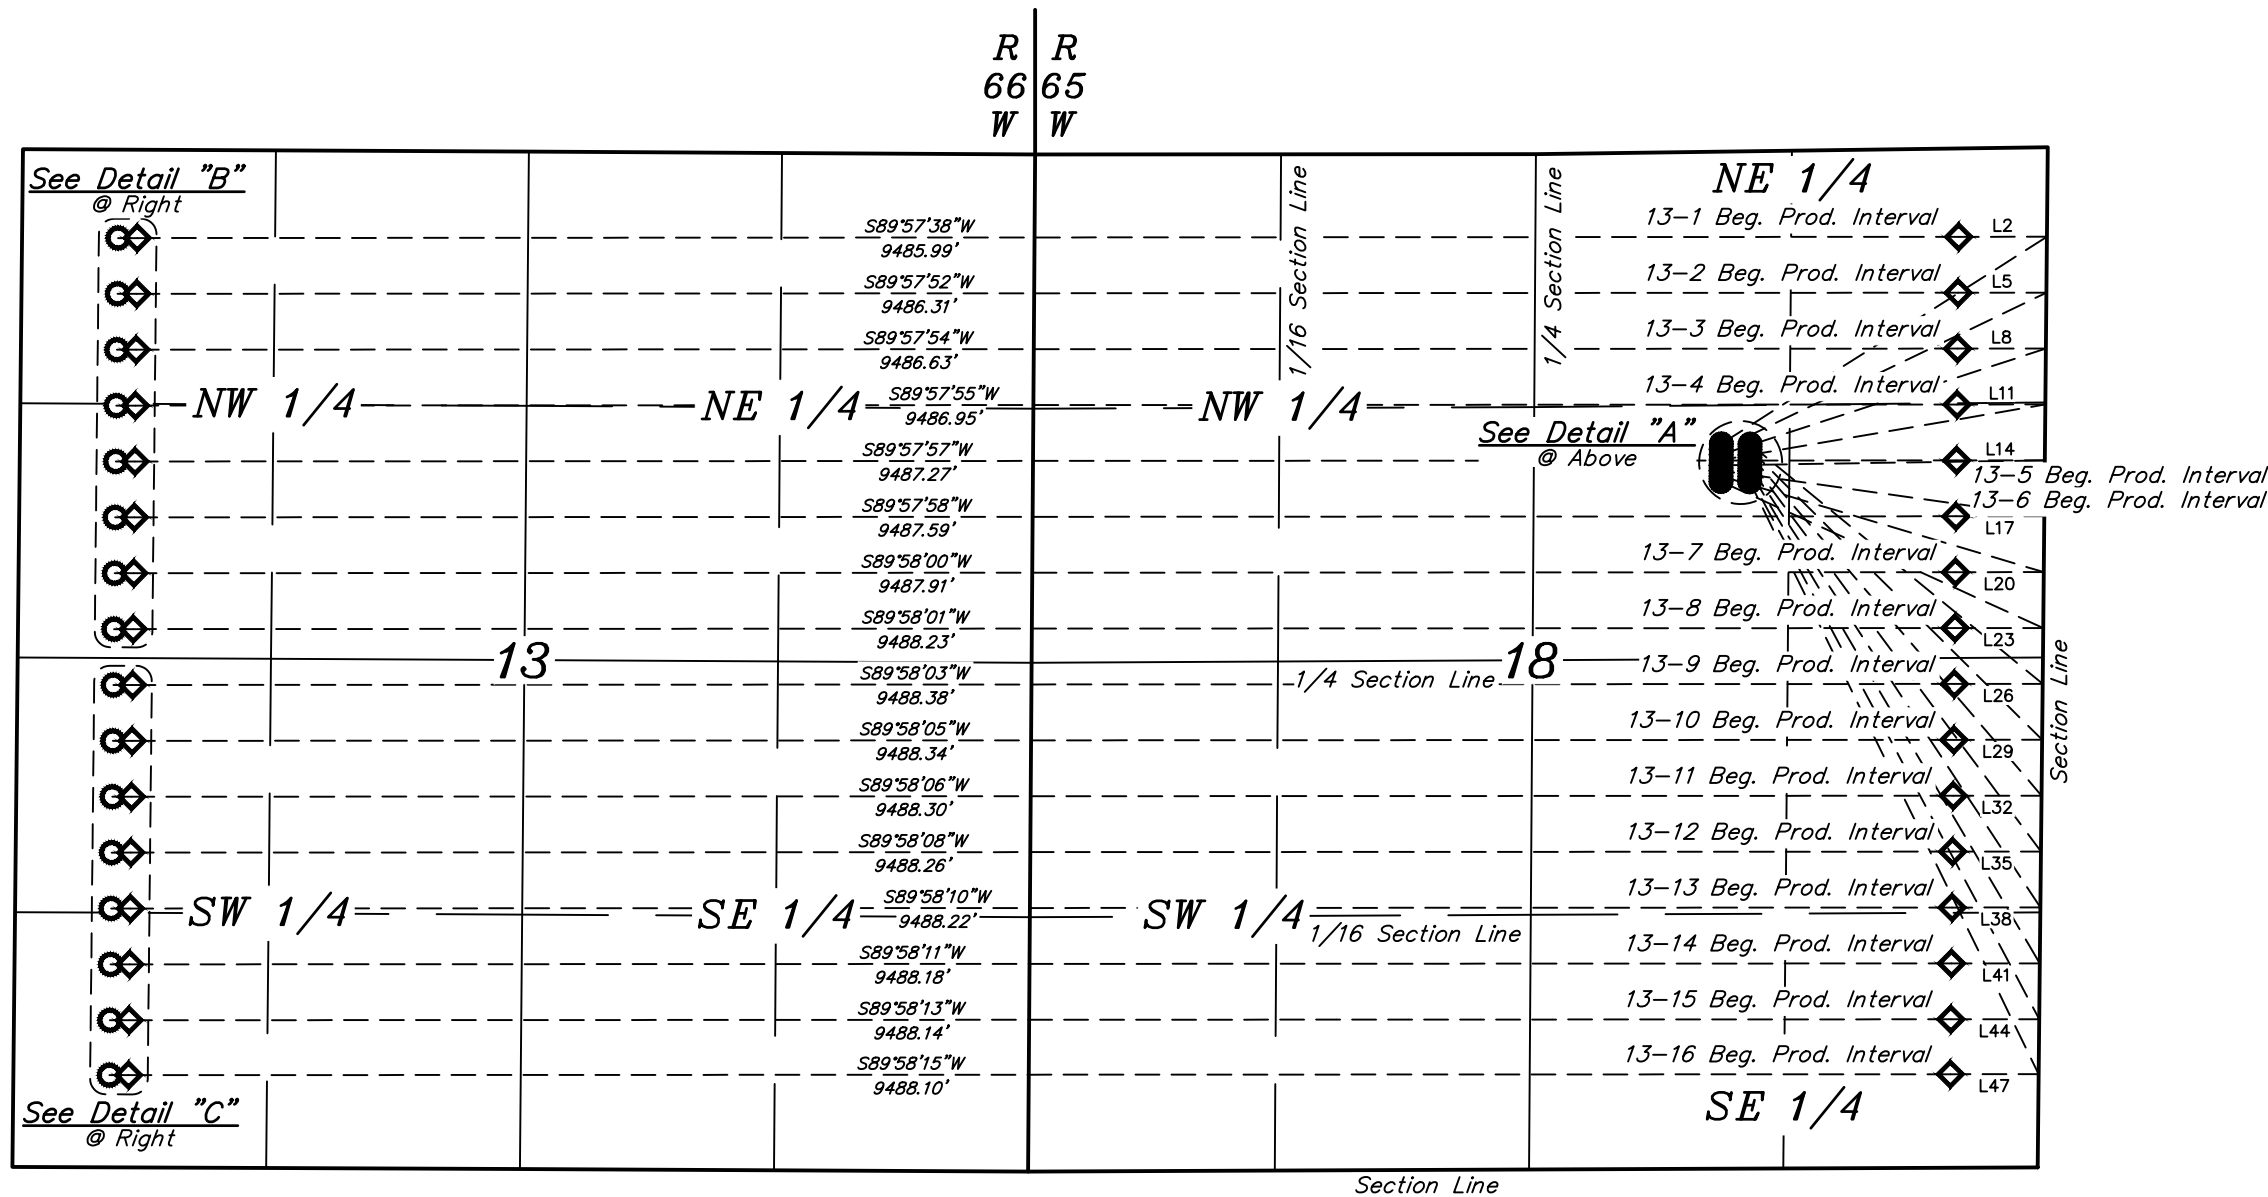 R R
66 65
W W
See Detail "B"
@ Right
NE 1/4
1/16 Section Line
1/4 Section Line
S89°57'38"W
9485.99'
13-1 Beg. Prod. Interval
L2
S89°57'52"W
9486.31'
13-2 Beg. Prod. Interval
L5
S89°57'54"W
9486.63'
13-3 Beg. Prod. Interval
L8
NW 1/4
NE 1/4
S89°57'55"W
9486.95'
NW 1/4
13-4 Beg. Prod. Interval
L11
See Detail "A"
@ Above
S89°57'57"W
9487.27'
L14
13-5 Beg. Prod. Interval
13-6 Beg. Prod. Interval
S89°57'58"W
9487.59'
L17
S89°58'00"W
9487.91'
13-7 Beg. Prod. Interval
L20
S89°58'01"W
9488.23'
13-8 Beg. Prod. Interval
L23
13
18
S89°58'03"W
9488.38'
1/4 Section Line
13-9 Beg. Prod. Interval
L26
Section Line
S89°58'05"W
9488.34'
13-10 Beg. Prod. Interval
L29
S89°58'06"W
9488.30'
13-11 Beg. Prod. Interval
L32
S89°58'08"W
9488.26'
13-12 Beg. Prod. Interval
L35
SW 1/4
SE 1/4
S89°58'10"W
9488.22'
SW 1/4
1/16 Section Line
13-13 Beg. Prod. Interval
L38
S89°58'11"W
9488.18'
13-14 Beg. Prod. Interval
L41
S89°58'13"W
9488.14'
13-15 Beg. Prod. Interval
L44
S89°58'15"W
9488.10'
13-16 Beg. Prod. Interval
L47
See Detail "C"
@ Right
SE 1/4
Section Line